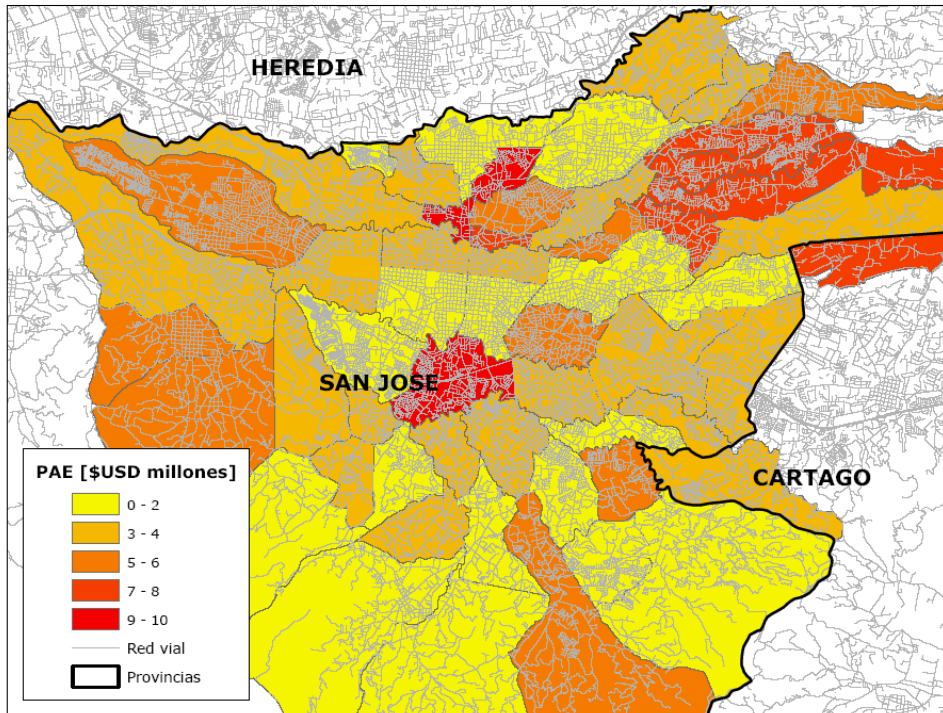 HEREDIA
SAN JOSE
CARTAGO
PAE [$USD millones]
0 - 2
3 - 4
5 - 6
7 - 8
9 - 10
Red vial
Provincias